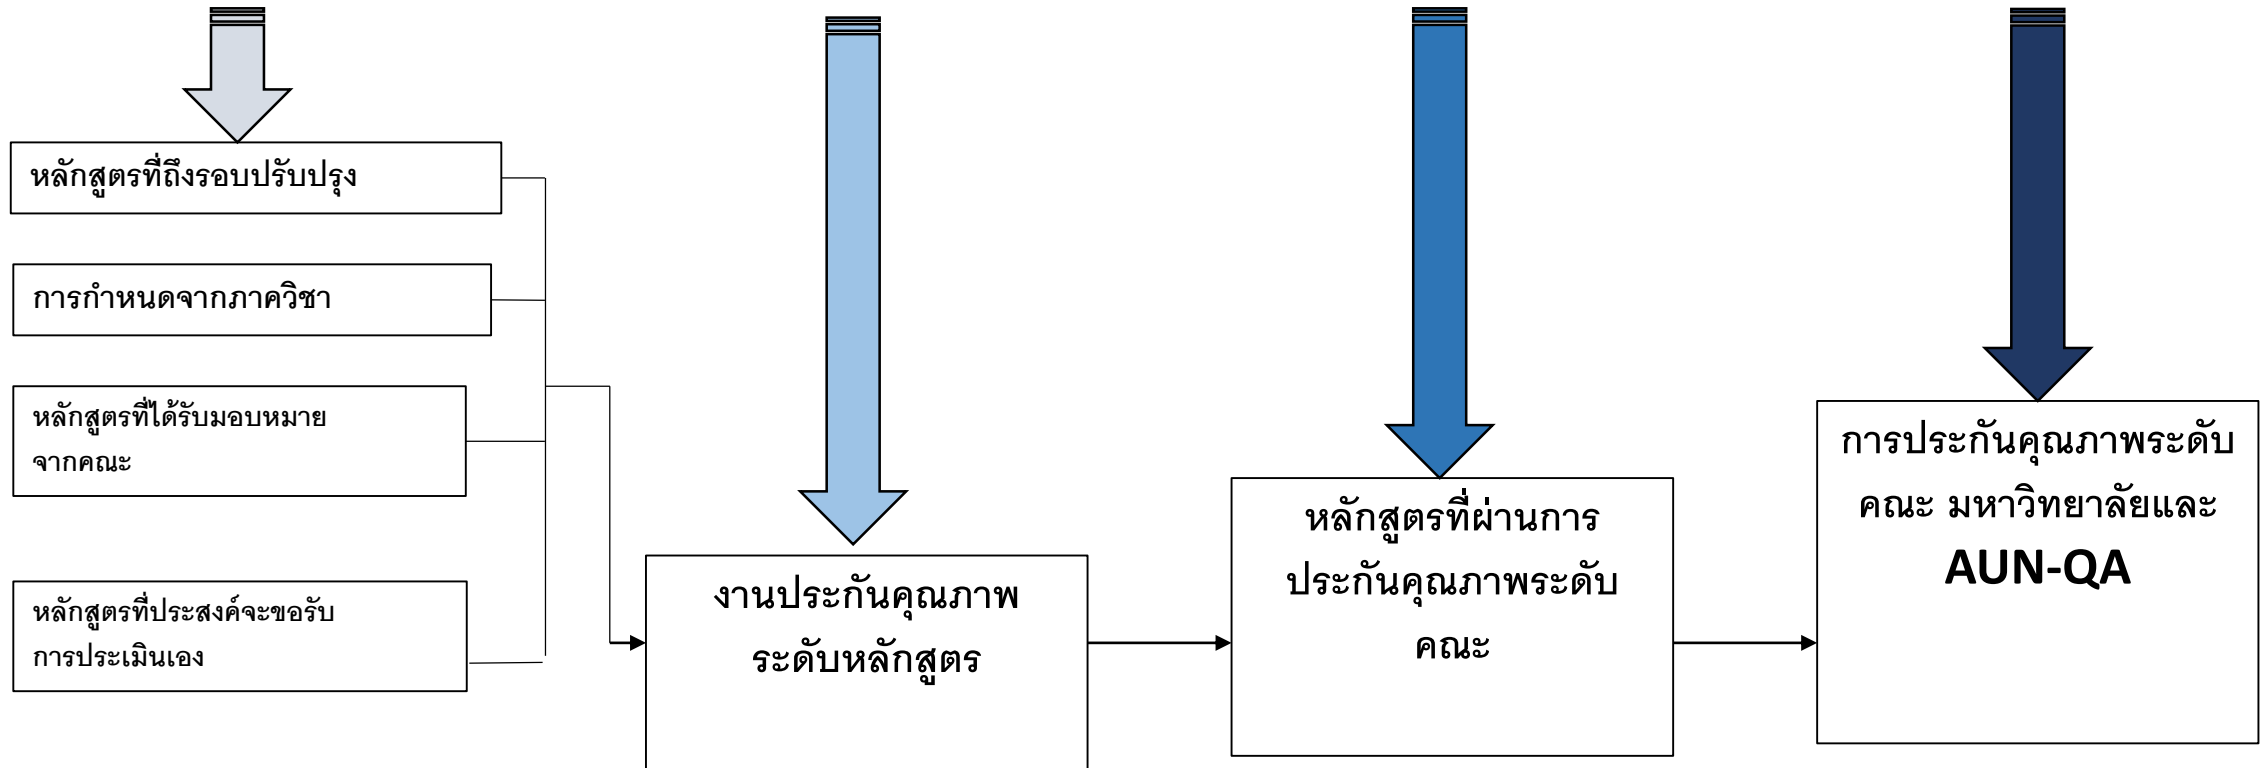 หลักสูตรที่ถึงรอบปรับปรุง
การกำหนดจากภาควิชา
หลักสูตรที่ได้รับมอบหมาย
จากคณะ
หลักสูตรที่ประสงค์จะขอรับ
การประเมินเอง
งานประกันคุณภาพ
ระดับหลักสูตร
หลักสูตรที่ผ่านการ
ประกันคุณภาพระดับ
คณะ
การประกันคุณภาพระดับ
คณะ มหาวิทยาลัยและ
AUN-QA